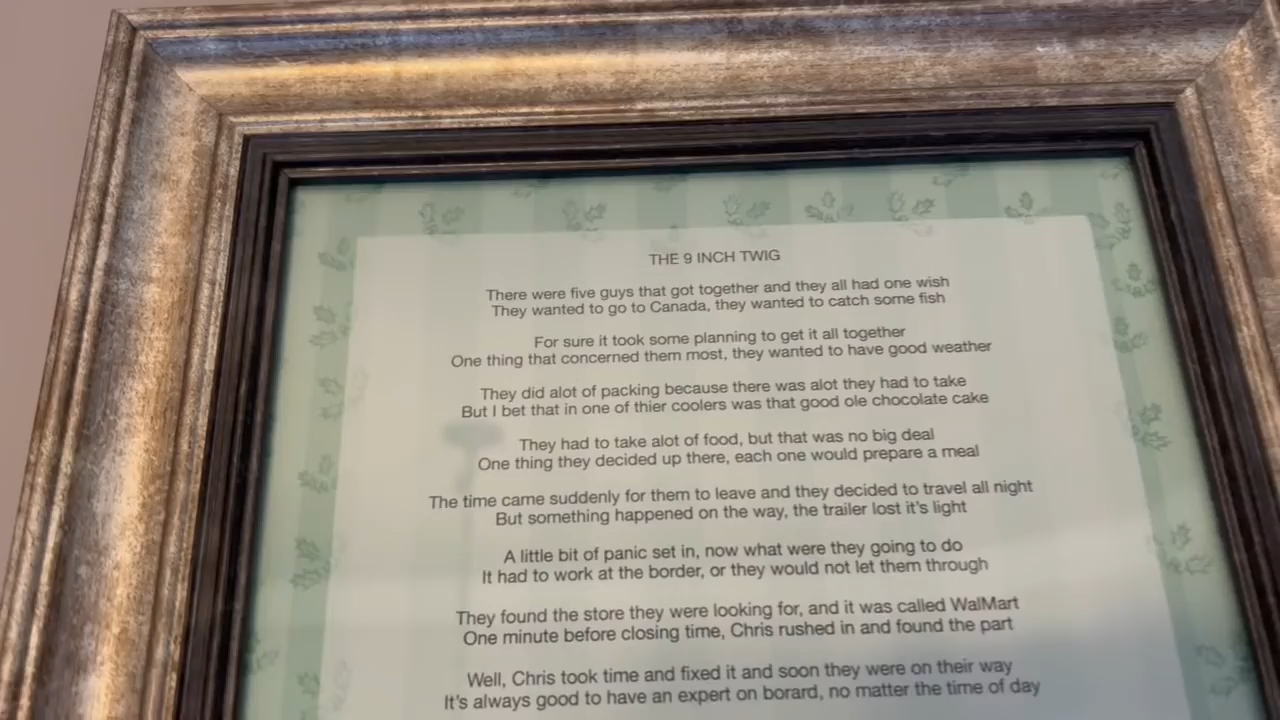 THE 9 INCH TWIG
There were five guys that got together and they all had one wish
They wanted to go to Canada, they wanted to catch some fish
For sure it took some planning to get it all together
One thing that concerned them most, they wanted to have good weather
They did alot of packing because there was alot they had to take
But I bet that in one of thier coolers was that good ole chocolate cake
They had to take alot of food, but that was no big deal
One thing they decided up there, each one would prepare a meal
The time came suddenly for them to leave and they decided to travel all night
But something happened on the way, the trailer lost it's light
A little bit of panic set in, now what were they going to do
It had to work at the border, or they would not let them through
They found the store they were looking for, and it was called WalMart
One minute before closing time, Chris rushed in and found the part
Well, Chris took time and fixed it and soon they were on their way
It's always good to have an expert on borard, no matter the time of day